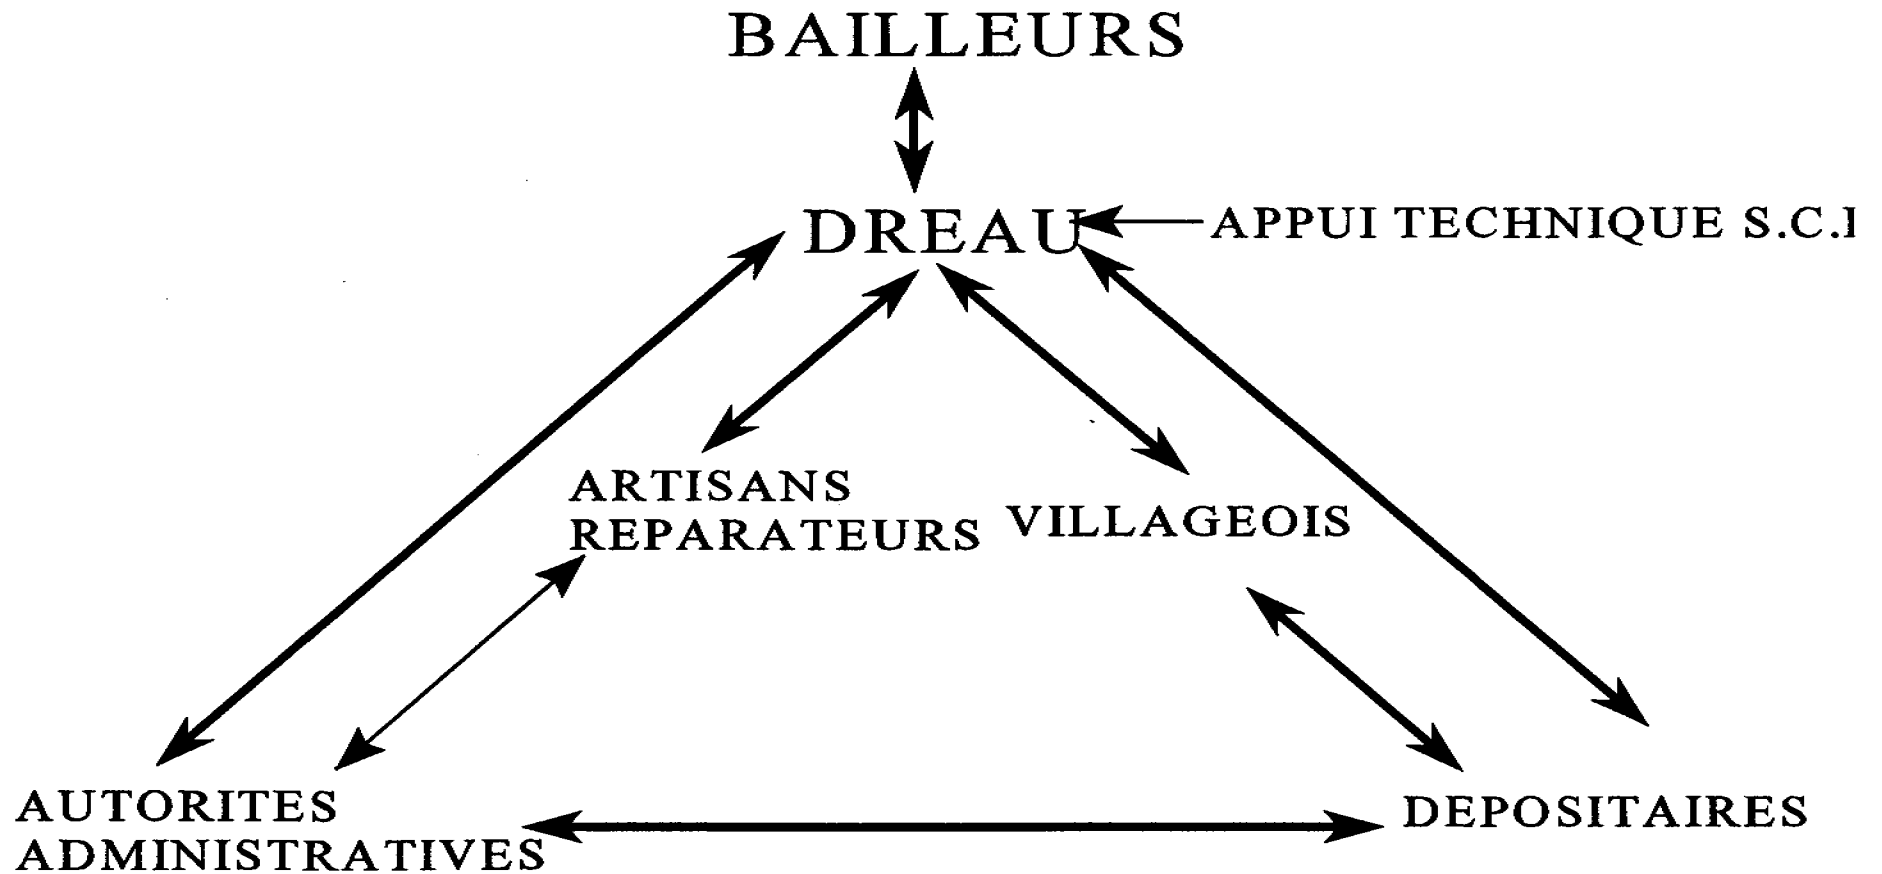 BAILLEURS
DREAU
APPUI TECHNIQUE S.C.I
ARTISANS
REPARATEURS
VILLAGEOIS
AUTORITES
ADMINISTRATIVES
DEPOSITAIRES